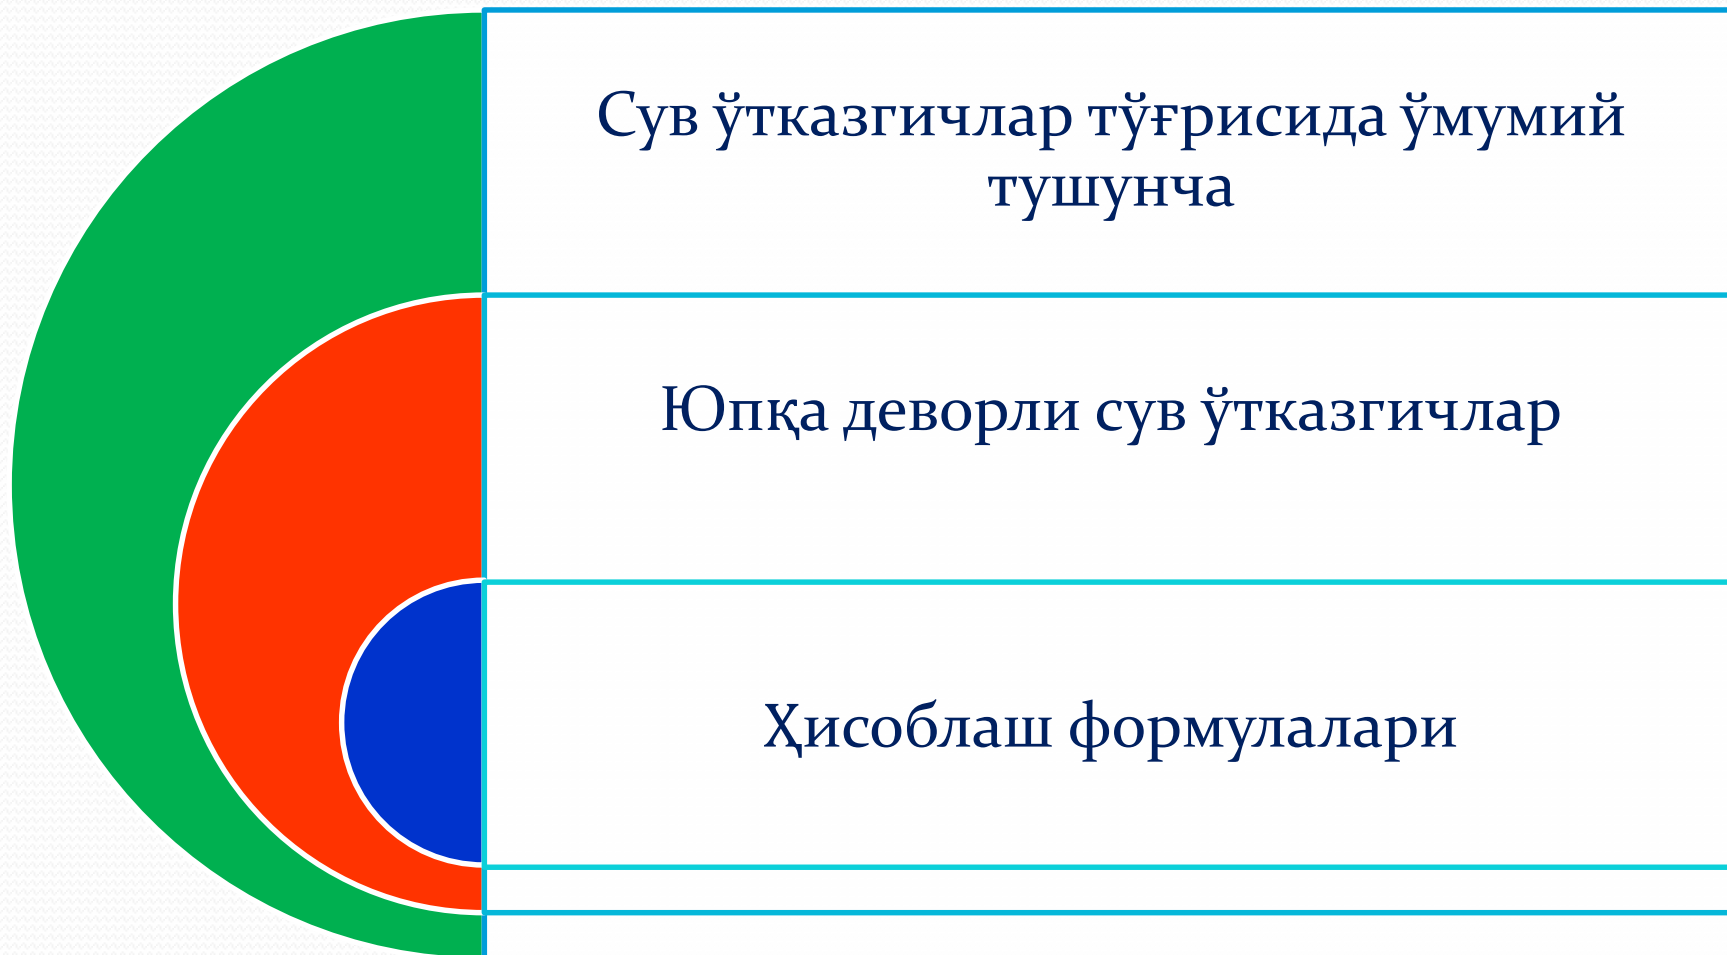 Сув ўтказгичлар тўғрисида ўмумий
тушунча
Юпқа деворли сув ўтказгичлар
Ҳисоблаш формулалари